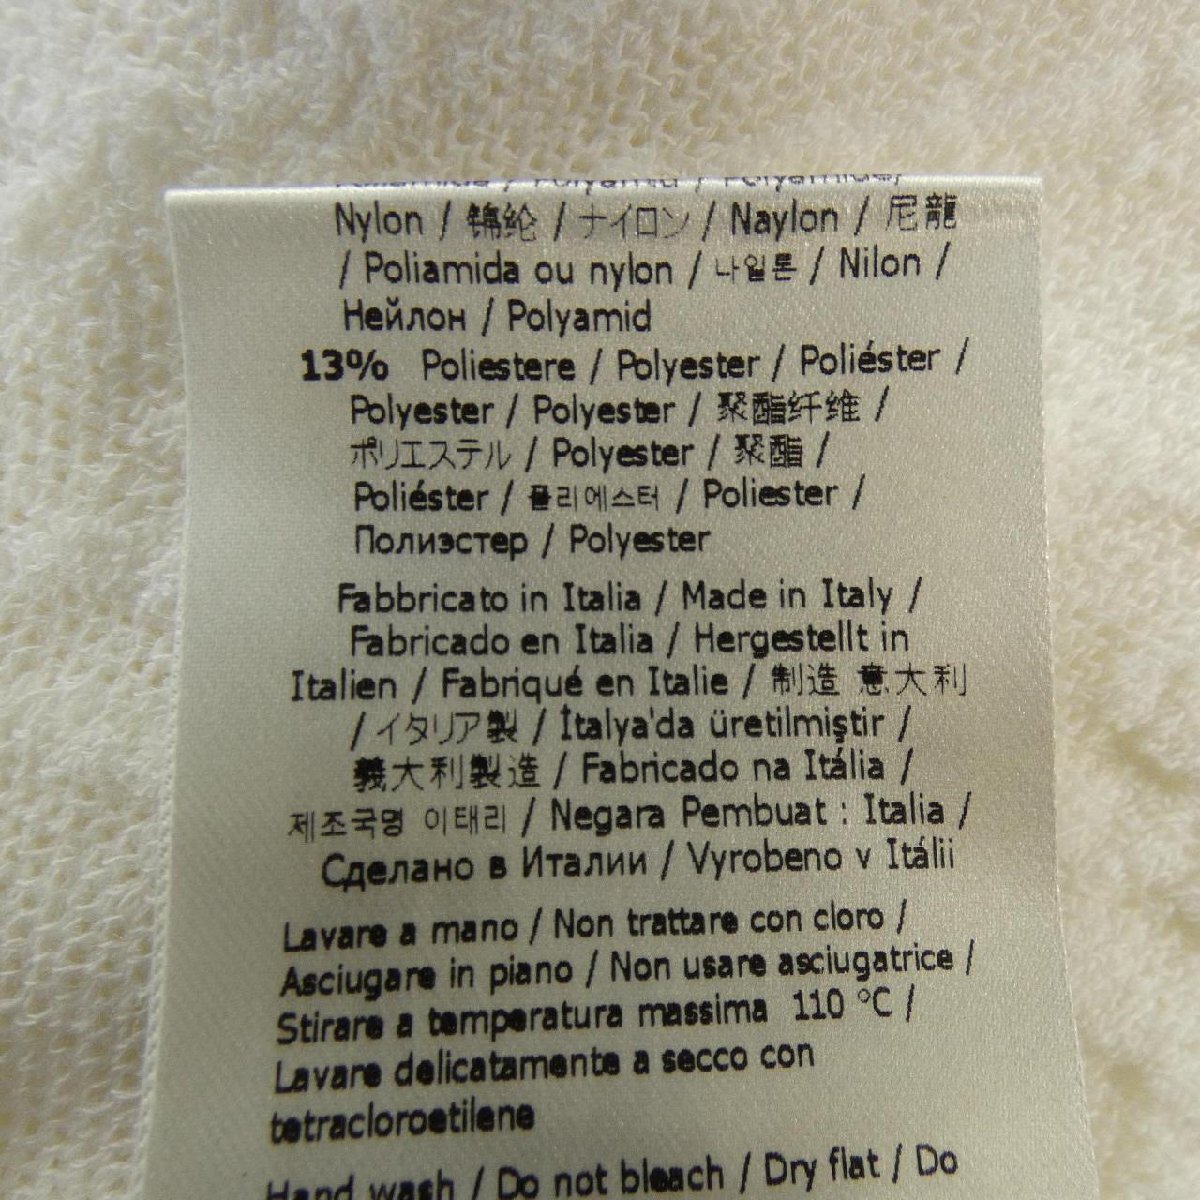 Poliamida / Polyamid / Polyamide/
Nylon / 锦纶 / ナイロン / Naylon / 尼龍
/ Poliamida ou nylon / 나일론 / Nilon /
Нейлон / Polyamid
13% Poliestere / Polyester / Poliéster /
Polyester / Polyester / 聚酯纤维 /
ポリエステル / Polyester / 聚酯 /
Poliéster / 폴리에스터 / Poliester /
Полиэстер / Polyester
Fabbricato in Italia / Made in Italy /
Fabricado en Italia / Hergestellt in
Italien / Fabriqué en Italie / 制造 意大利
/ イタリア製 / İtalya'da üretilmiştir /
義大利製造 / Fabricado na Itália /
제조국명 이태리 / Negara Pembuat : Italia /
Сделано в Италии / Vyrobeno v Itálii
Lavare a mano / Non trattare con cloro /
Asciugare in piano / Non usare asciugatrice /
Stirare a temperatura massima 110 °C /
Lavare delicatamente a secco con
tetracloroetilene
Hand wash / Do not bleach / Dry flat / Do